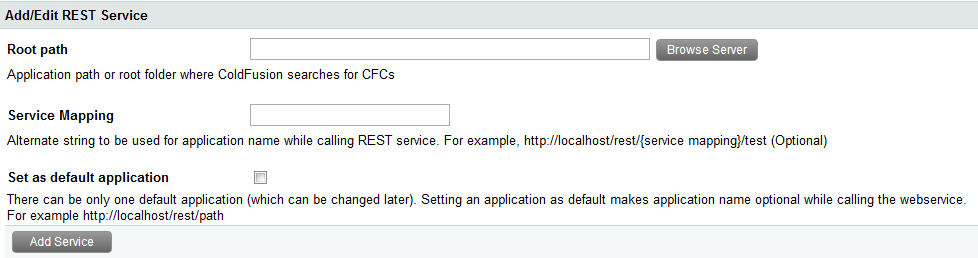 Add/Edit REST Service
Root path
Browse Server
Application path or root folder where ColdFusion searches for CFCs
Service Mapping
Alternate string to be used for application name while calling REST service. For example, http://localhost/rest/{service mapping}/test (Optional)
Set as default application
There can be only one default application (which can be changed later). Setting an application as default makes application name optional while calling the webservice.
For example http://localhost/rest/path
Add Service